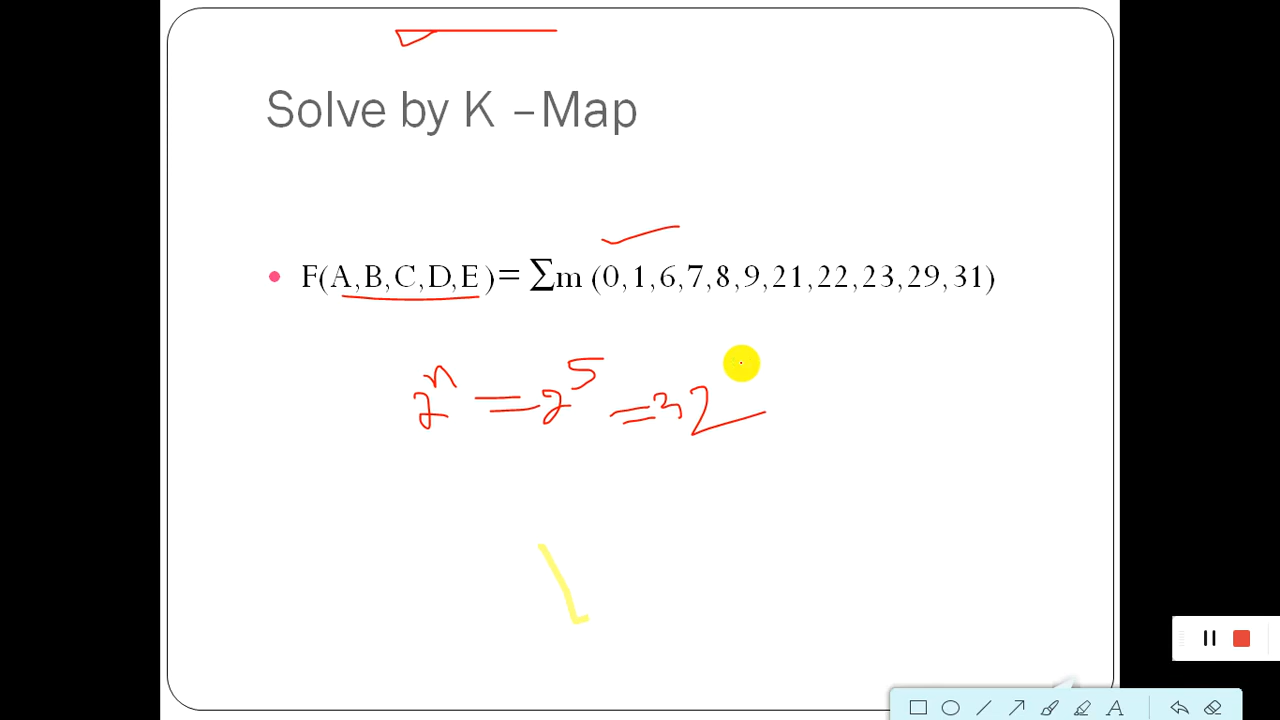 Solve by K –Map
F(A,B,C,D,E)= ∑m (0,1,6,7,8,9,21,22,23,29,31)
2ⁿ = 2⁵ = 32
A